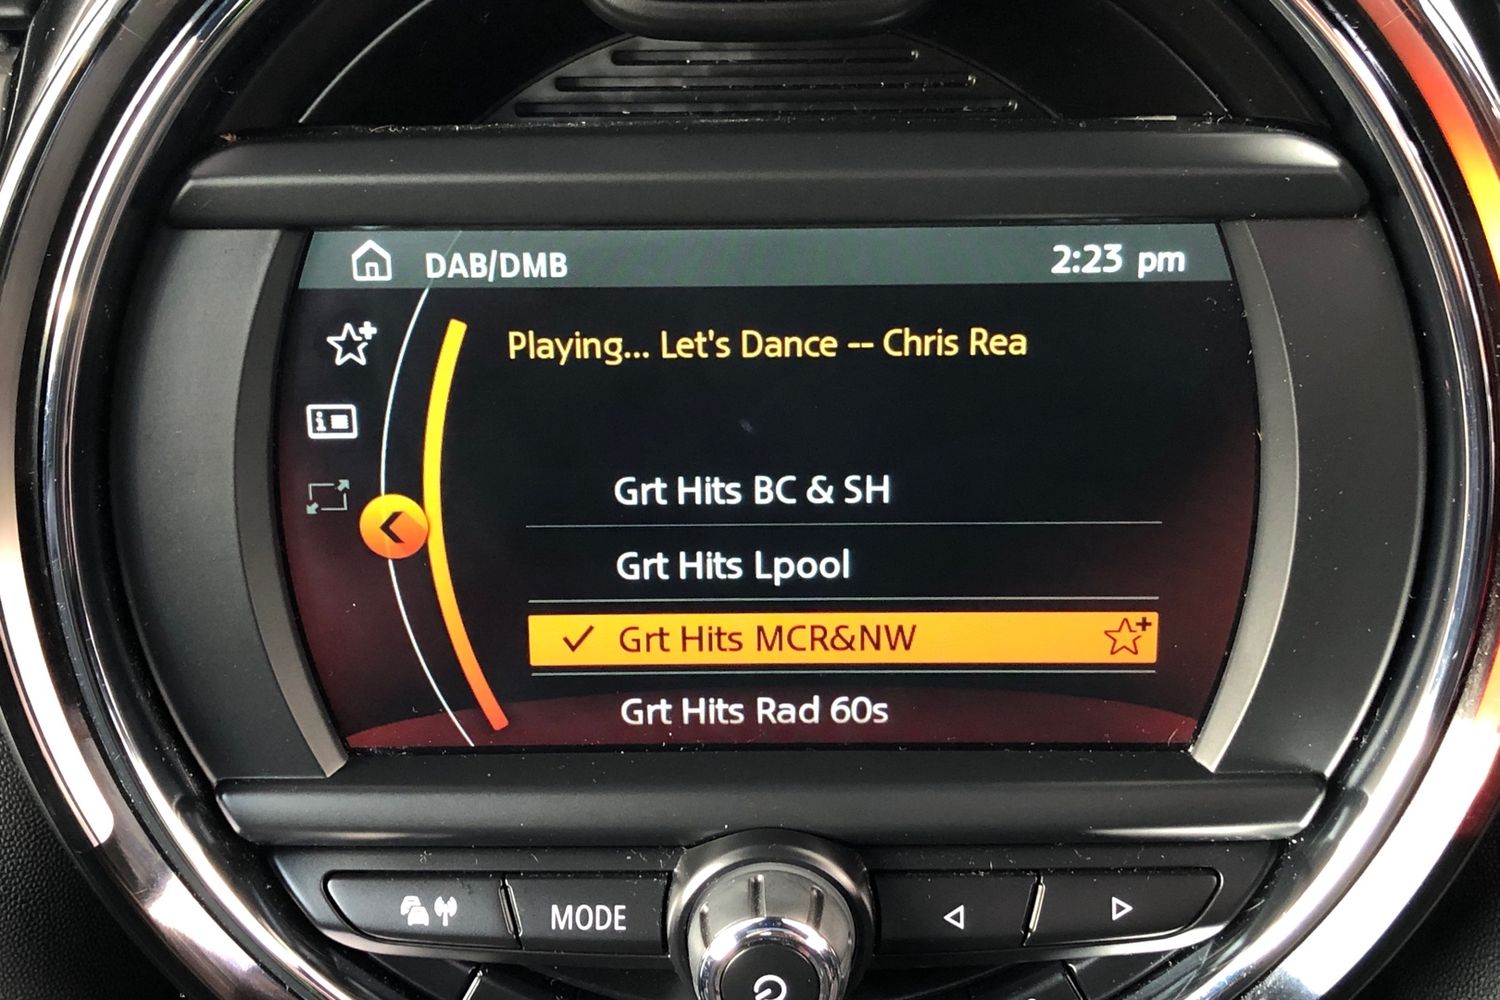 DAB/DMB 2:23 pm
Playing... Let's Dance -- Chris Rea
Grt Hits BC & SH
Grt Hits Lpool
Grt Hits MCR&NW
Grt Hits Rad 60s
MODE